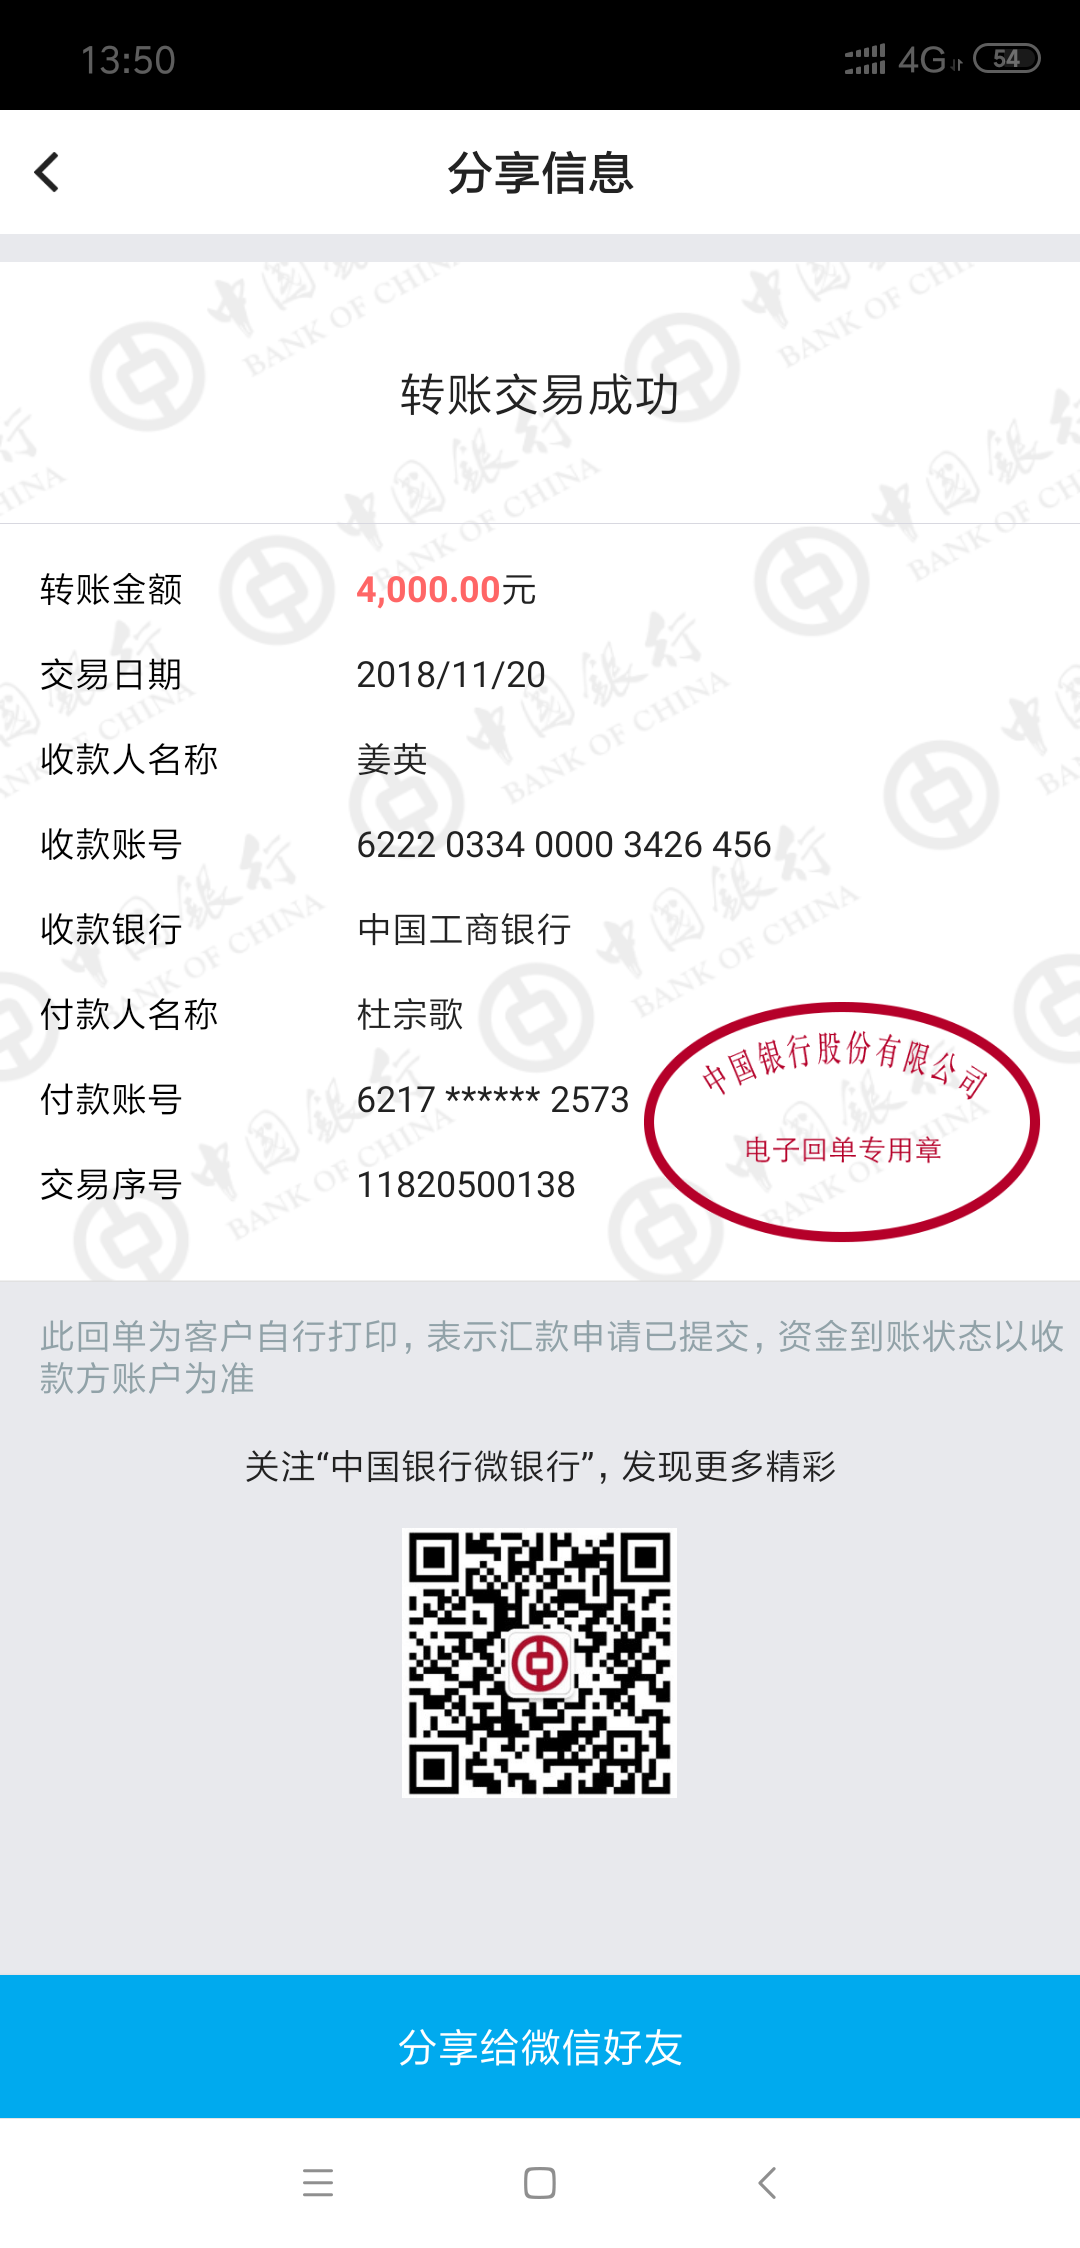 13:50
4G 54
分享信息
转账交易成功
转账金额 4,000.00元
交易日期 2018/11/20
收款人名称 姜英
收款账号 6222 0334 0000 3426 456
收款银行 中国工商银行
付款人名称 杜宗歌
付款账号 6217 ****** 2573
交易序号 11820500138
中国银行股份有限公司
电子回单专用章
中国銀行
BANK OF CHINA
此回单为客户自行打印, 表示汇款申请已提交, 资金到账状态以收
款方账户为准
关注“中国银行微银行”, 发现更多精彩
分享给微信好友